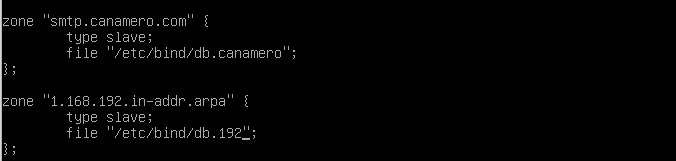 zone "smtp.canamero.com" {
        type slave;
        file "/etc/bind/db.canamero";
};
zone "1.168.192.in-addr.arpa" {
        type slave;
        file "/etc/bind/db.192";
};